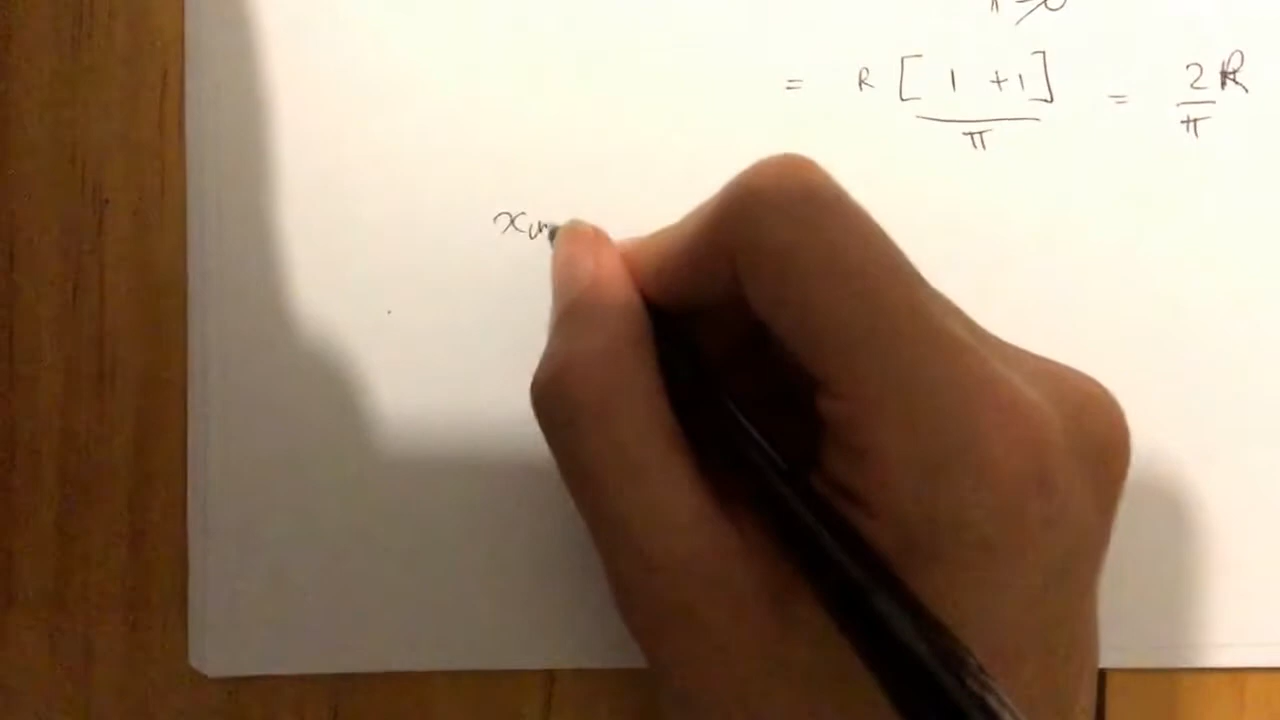 = R [ 1 + 1 ] / π = 2R / π
x